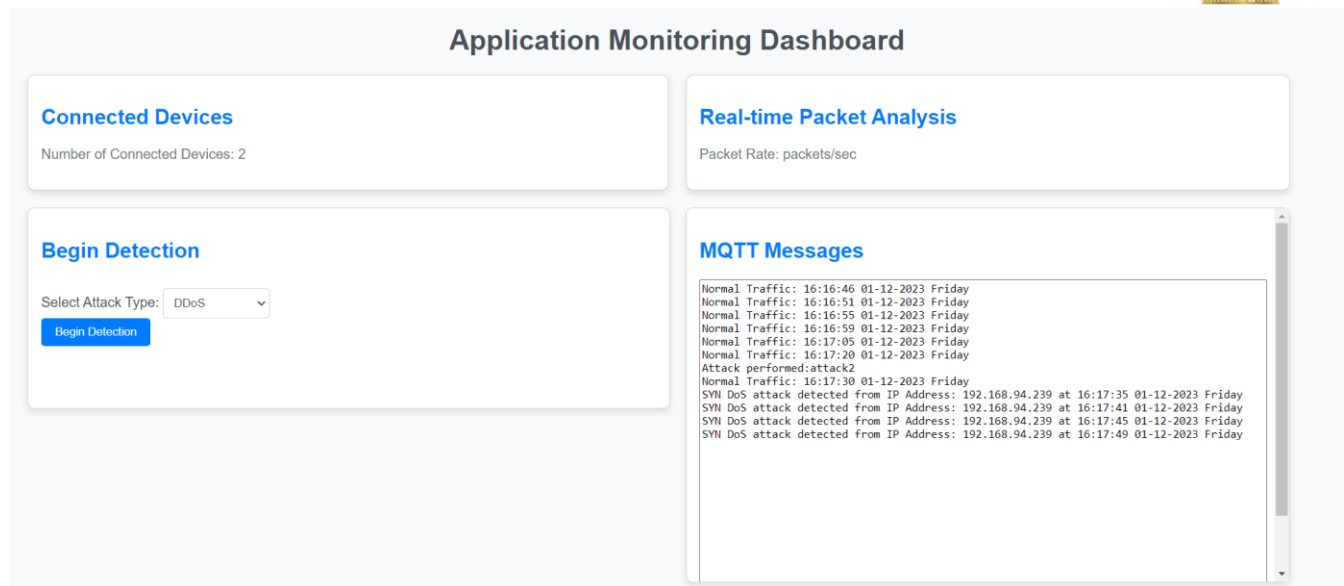 Application Monitoring Dashboard
Connected Devices
Number of Connected Devices: 2
Real-time Packet Analysis
Packet Rate: packets/sec
Begin Detection
Select Attack Type: DDoS
Begin Detection
MQTT Messages
Normal Traffic: 16:16:46 01-12-2023 Friday
Normal Traffic: 16:16:51 01-12-2023 Friday
Normal Traffic: 16:16:55 01-12-2023 Friday
Normal Traffic: 16:16:59 01-12-2023 Friday
Normal Traffic: 16:17:05 01-12-2023 Friday
Normal Traffic: 16:17:20 01-12-2023 Friday
Attack performed:attack2
Normal Traffic: 16:17:30 01-12-2023 Friday
SYN DoS attack detected from IP Address: 192.168.94.239 at 16:17:35 01-12-2023 Friday
SYN DoS attack detected from IP Address: 192.168.94.239 at 16:17:41 01-12-2023 Friday
SYN DoS attack detected from IP Address: 192.168.94.239 at 16:17:45 01-12-2023 Friday
SYN DoS attack detected from IP Address: 192.168.94.239 at 16:17:49 01-12-2023 Friday